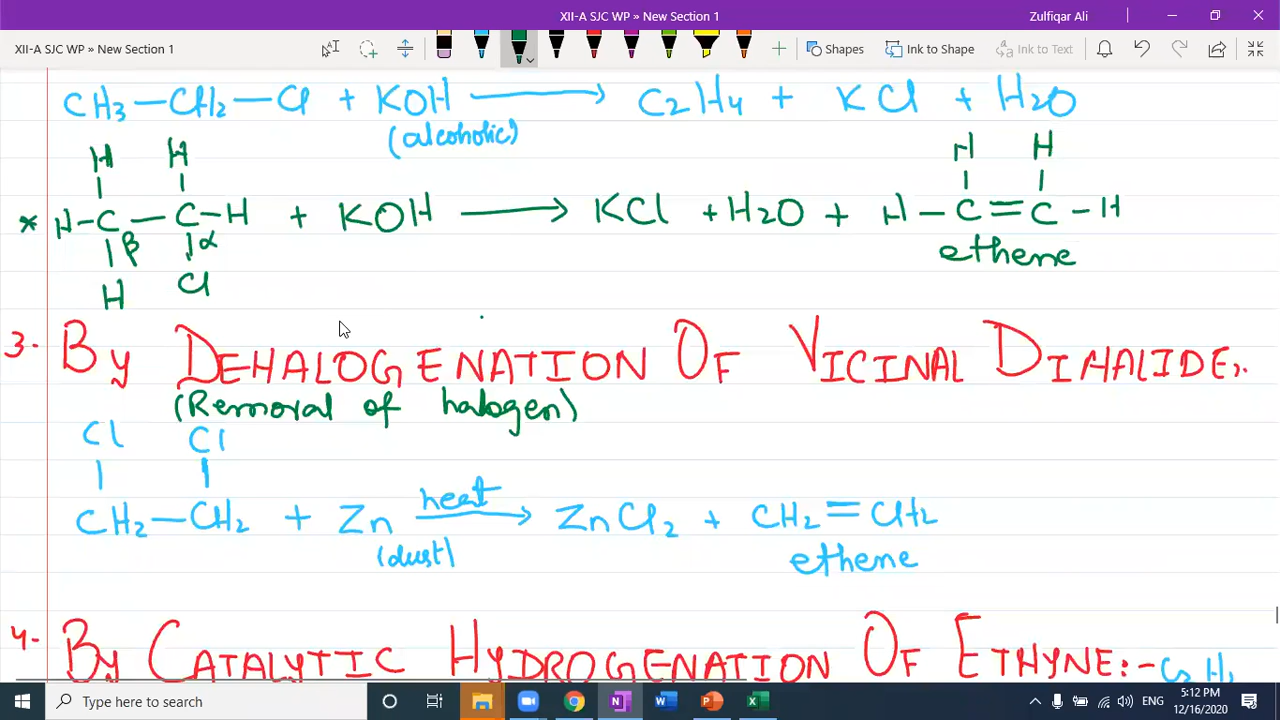 XII-A SJC WP » New Section 1
Zulfiqar Ali
XII-A SJC WP » New Section 1
Shapes
Ink to Shape
Ink to Text
CH3—CH2—Cl + KOH ⟶ C2H4 + KCl + H2O
(alcoholic)
H H H H
* H-C—C-H + KOH ⟶ KCl + H2O + H—C=C-H
β α ethene
H Cl
3. By DEHALOGENATION OF VICINAL DIHALIDE:-
(Removal of halogen)
Cl Cl
CH2—CH2 + Zn heat⟶ ZnCl2 + CH2=CH2
(dust) ethene
4. By CATALYTIC HYDROGENATION OF ETHYNE:-
Type here to search
ENG
5:12 PM
12/16/2020